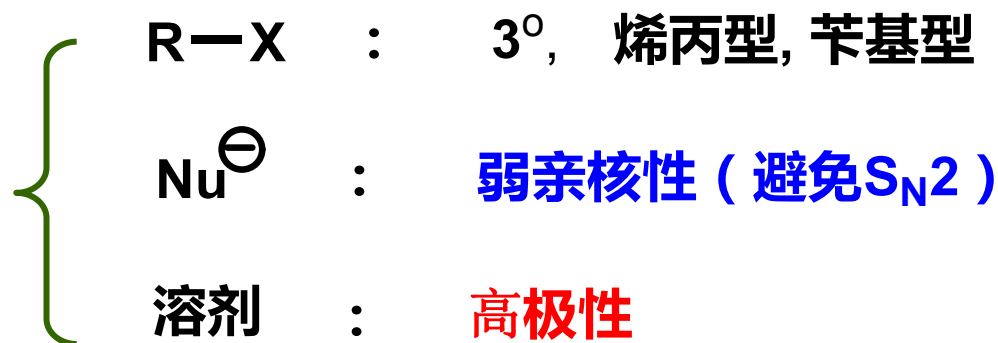 R—X : 3°, 烯丙型, 苄基型
Nu⊖ : 弱亲核性（避免SN2）
溶剂 : 高极性